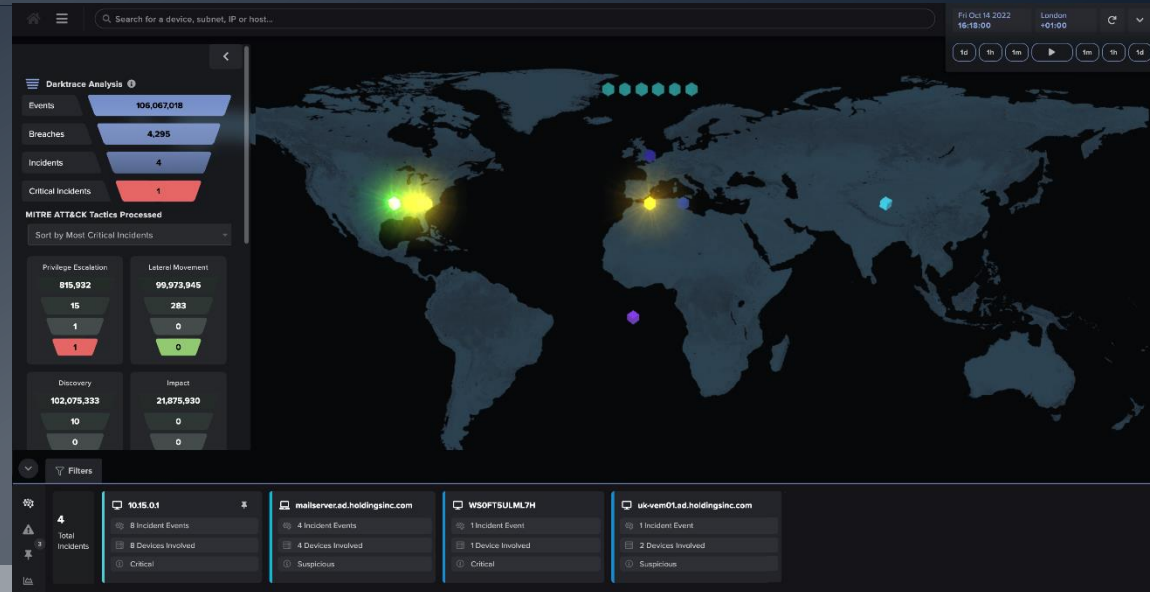 Search for a device, subnet, IP or host...
Fri Oct 14 2022
16:18:00
London
+01:00
1d
1h
1m
1m
1h
1d
Darktrace Analysis
Events
106,067,018
Breaches
4,295
Incidents
4
Critical Incidents
1
MITRE ATT&CK Tactics Processed
Sort by Most Critical Incidents
Privilege Escalation
815,932
15
1
1
Lateral Movement
99,973,945
283
0
0
Discovery
102,075,333
10
0
Impact
21,875,930
0
0
Filters
3
4
Total
Incidents
10.15.0.1
8 Incident Events
8 Devices Involved
Critical
mailserver.ad.holdingsinc.com
4 Incident Events
4 Devices Involved
Suspicious
WS0FT5ULML7H
1 Incident Event
1 Device Involved
Critical
uk-vem01.ad.holdingsinc.com
1 Incident Event
2 Devices Involved
Suspicious